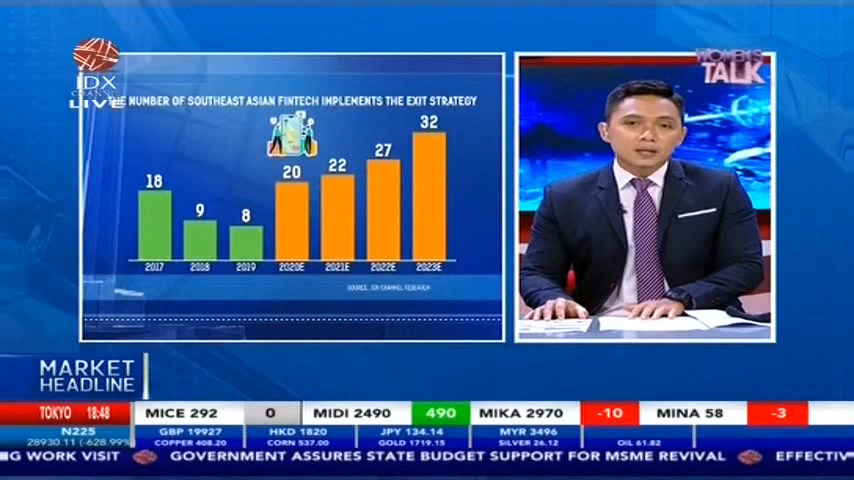 IDX
CHANNEL
LIVE
THE NUMBER OF SOUTHEAST ASIAN FINTECH IMPLEMENTS THE EXIT STRATEGY
18
9
8
20
22
27
32
2017
2018
2019
2020E
2021E
2022E
2023E
SOURCE: IDX CHANNEL RESEARCH
WOMEN'S
TALK
MARKET
HEADLINE
TOKYO 18:48
MICE 292 0 MIDI 2490 490 MIKA 2970 -10 MINA 58 -3
N225
28930.11 (-628.99%)
GBP 19927 HKD 1820 JPY 134.14 MYR 3496
COPPER 408.20 CORN 537.00 GOLD 1719.15 SILVER 26.12 OIL 61.82
G WORK VISIT GOVERNMENT ASSURES STATE BUDGET SUPPORT FOR MSME REVIVAL EFFECTIV